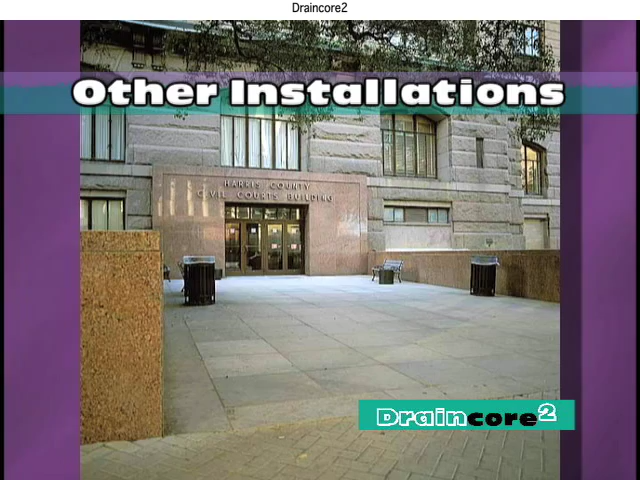 Draincore2
Other Installations
HARRIS COUNTY
CIVIL COURTS BUILDING
Draincore2